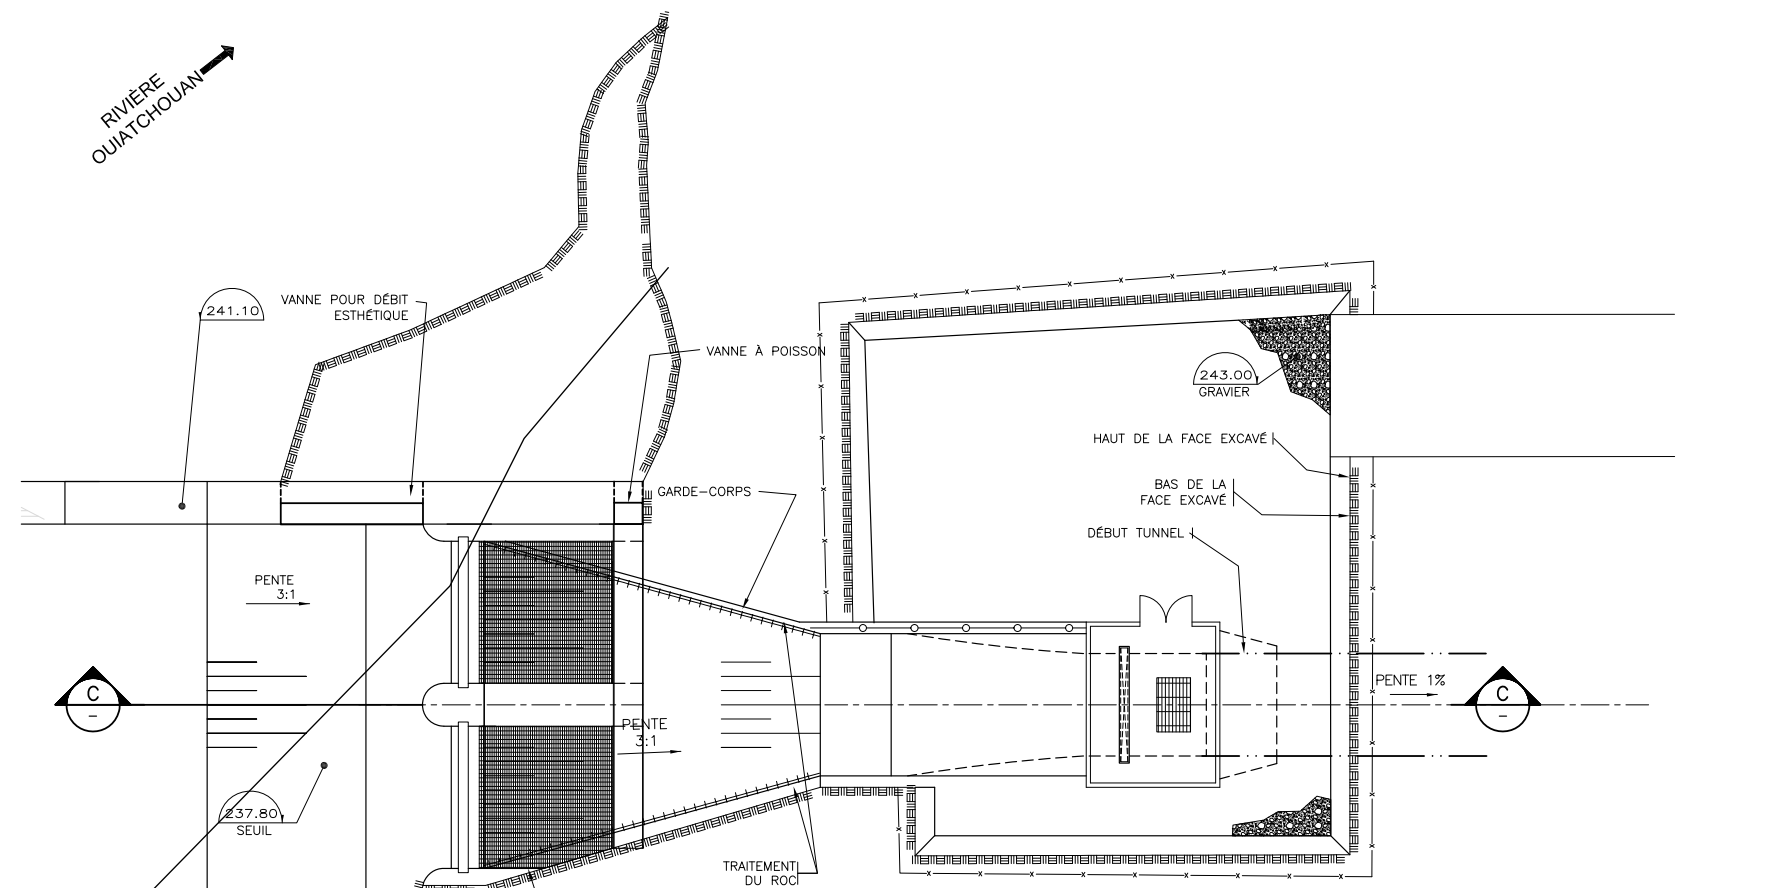 RIVIÈRE
OUIATCHOUAN
241.10
VANNE POUR DÉBIT
ESTHÉTIQUE
VANNE À POISSON
243.00
GRAVIER
HAUT DE LA FACE EXCAVÉ
BAS DE LA
FACE EXCAVÉ
GARDE-CORPS
DÉBUT TUNNEL
PENTE
3:1
C
-
PENTE
3:1
PENTE 1%
C
-
237.80
SEUIL
TRAITEMENT
DU ROC